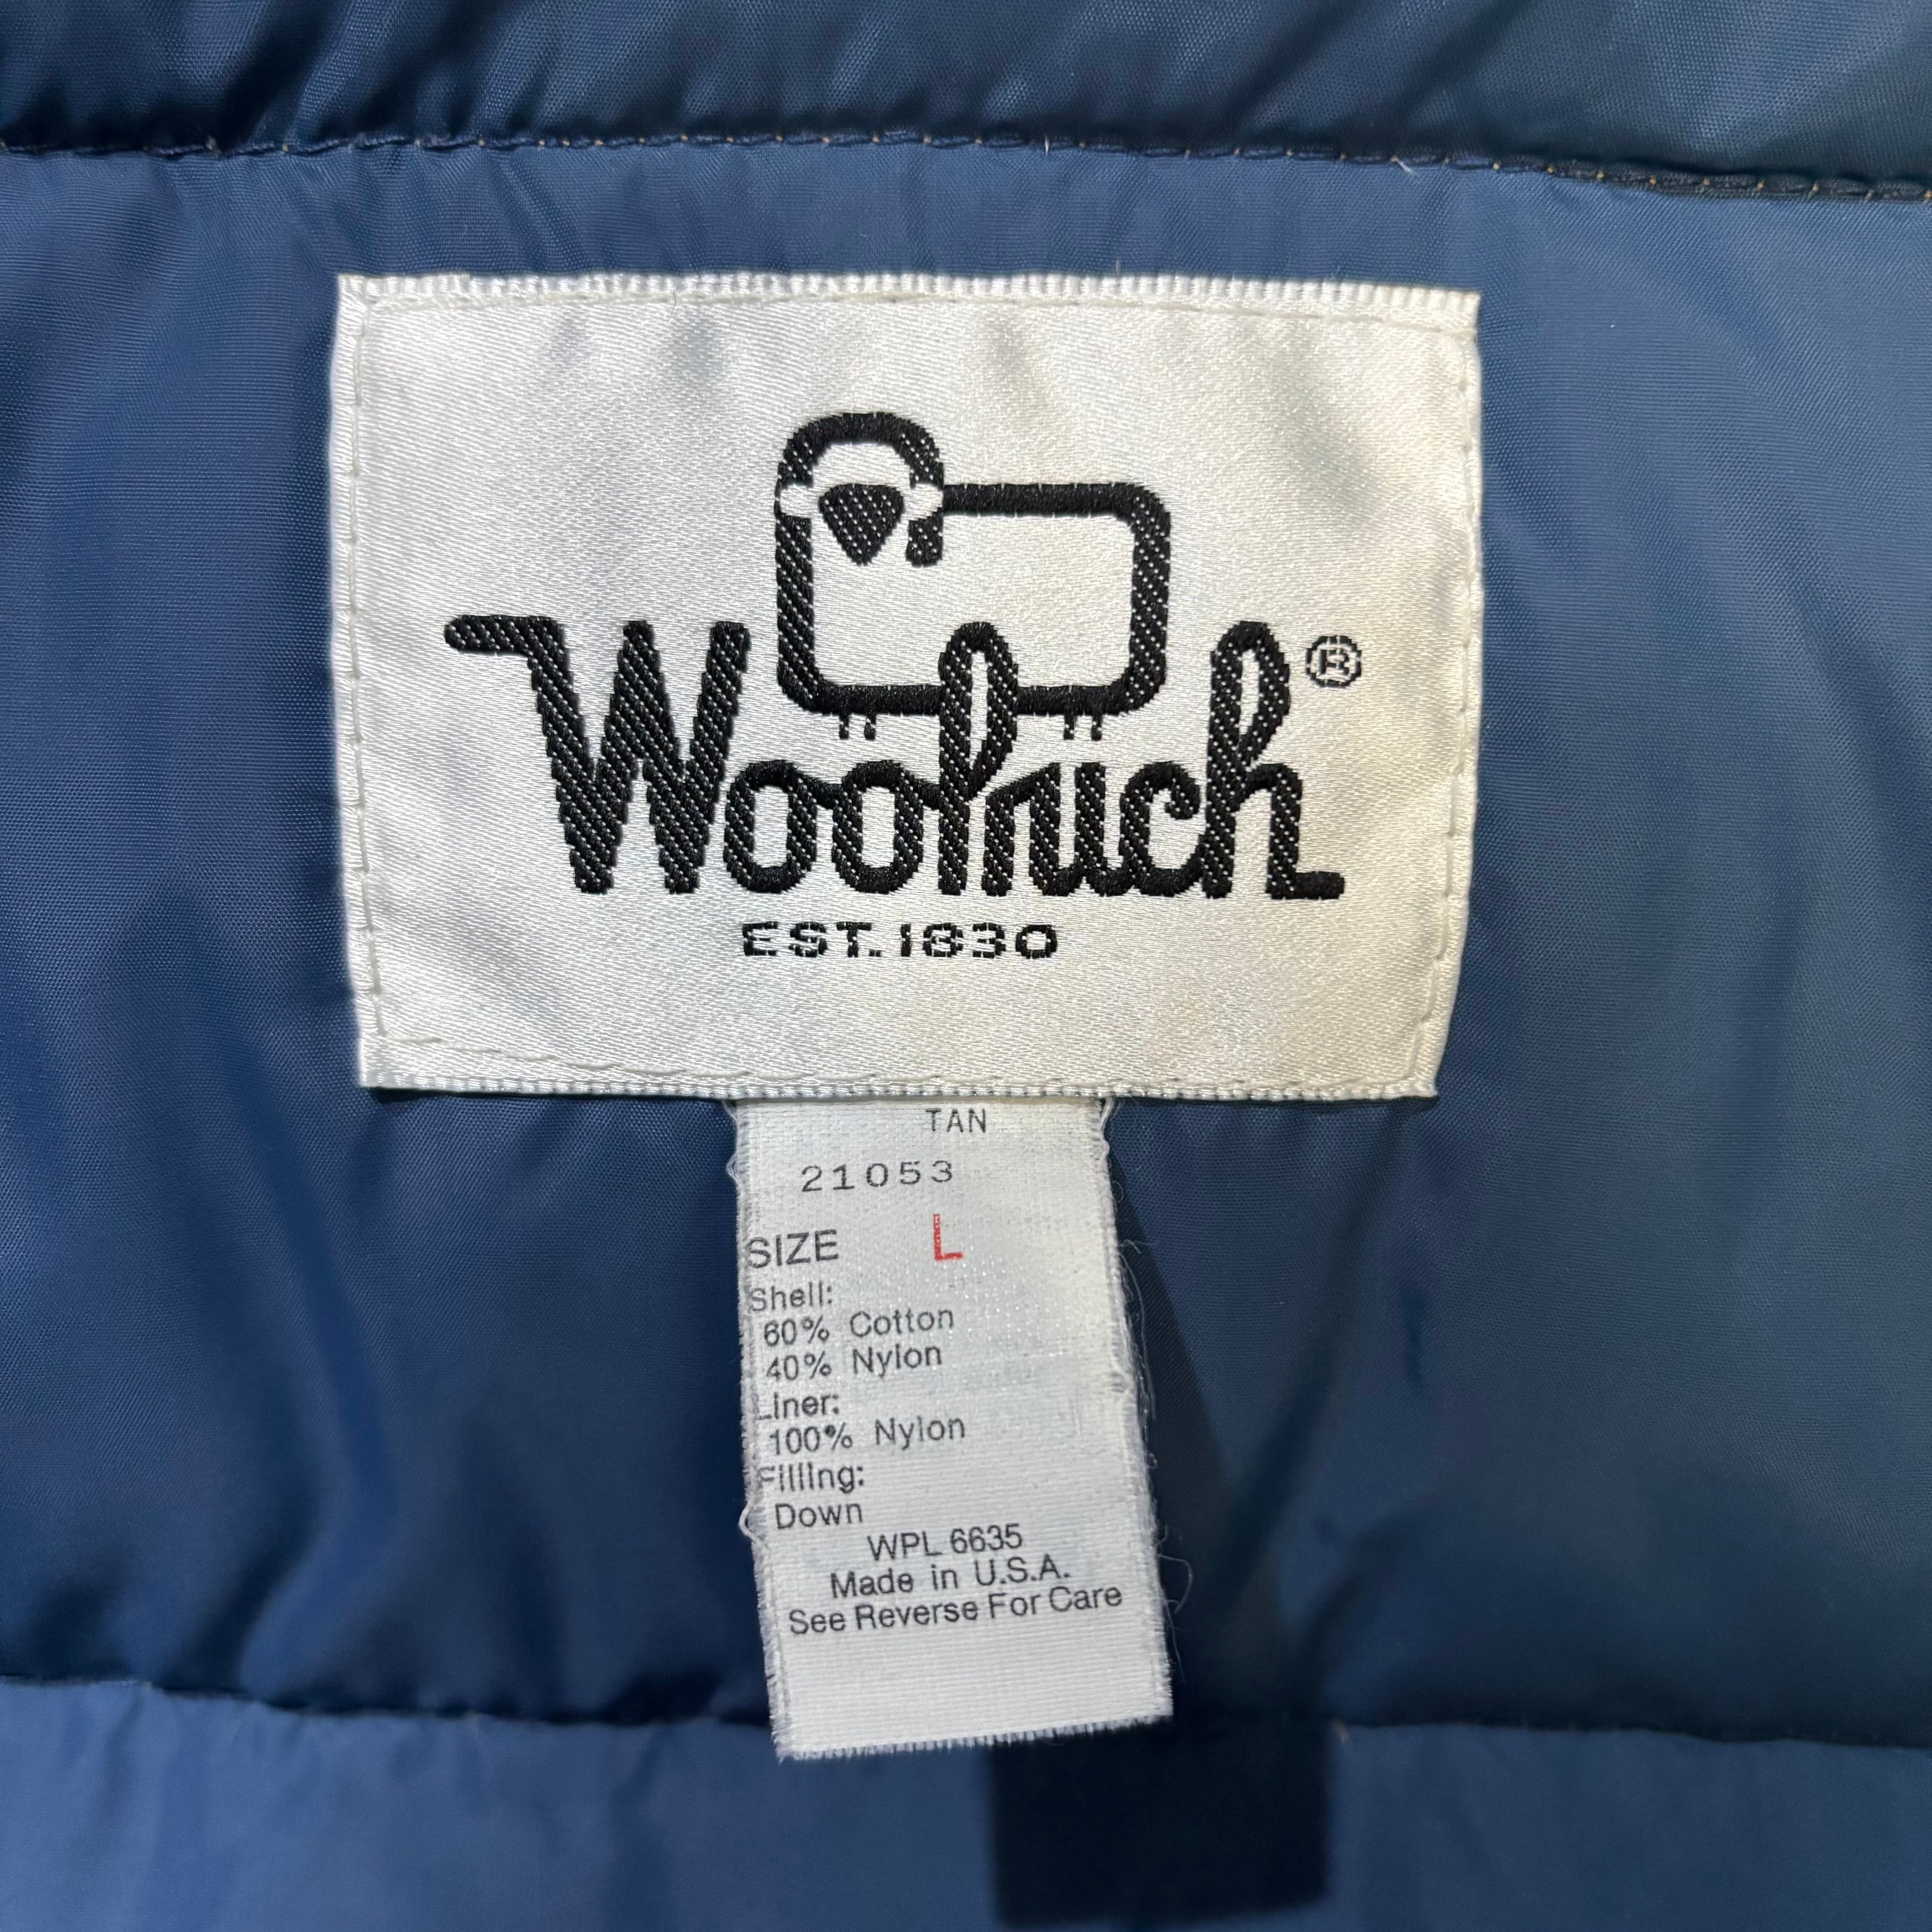 Woolrich®
EST. 1830
TAN
21053
SIZE L
Shell:
60% Cotton
40% Nylon
Liner:
100% Nylon
Filling:
Down
WPL 6635
Made in U.S.A.
See Reverse For Care